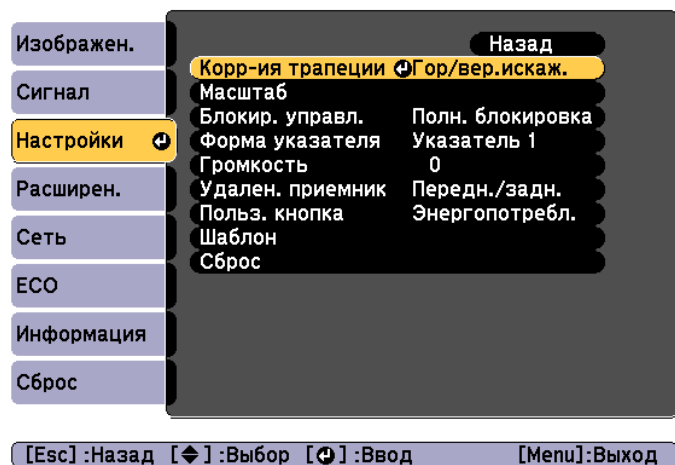 Изображен.
Сигнал
Настройки
Расширен.
Сеть
ECO
Информация
Сброс
Назад
Корр-ия трапеции Гор/вер.искаж.
Масштаб
Блокир. управл. Полн. блокировка
Форма указателя Указатель 1
Громкость 0
Удален. приемник Передн./задн.
Польз. кнопка Энергопотребл.
Шаблон
Сброс
[Esc] :Назад [◆] :Выбор [⏎] :Ввод [Menu]:Выход